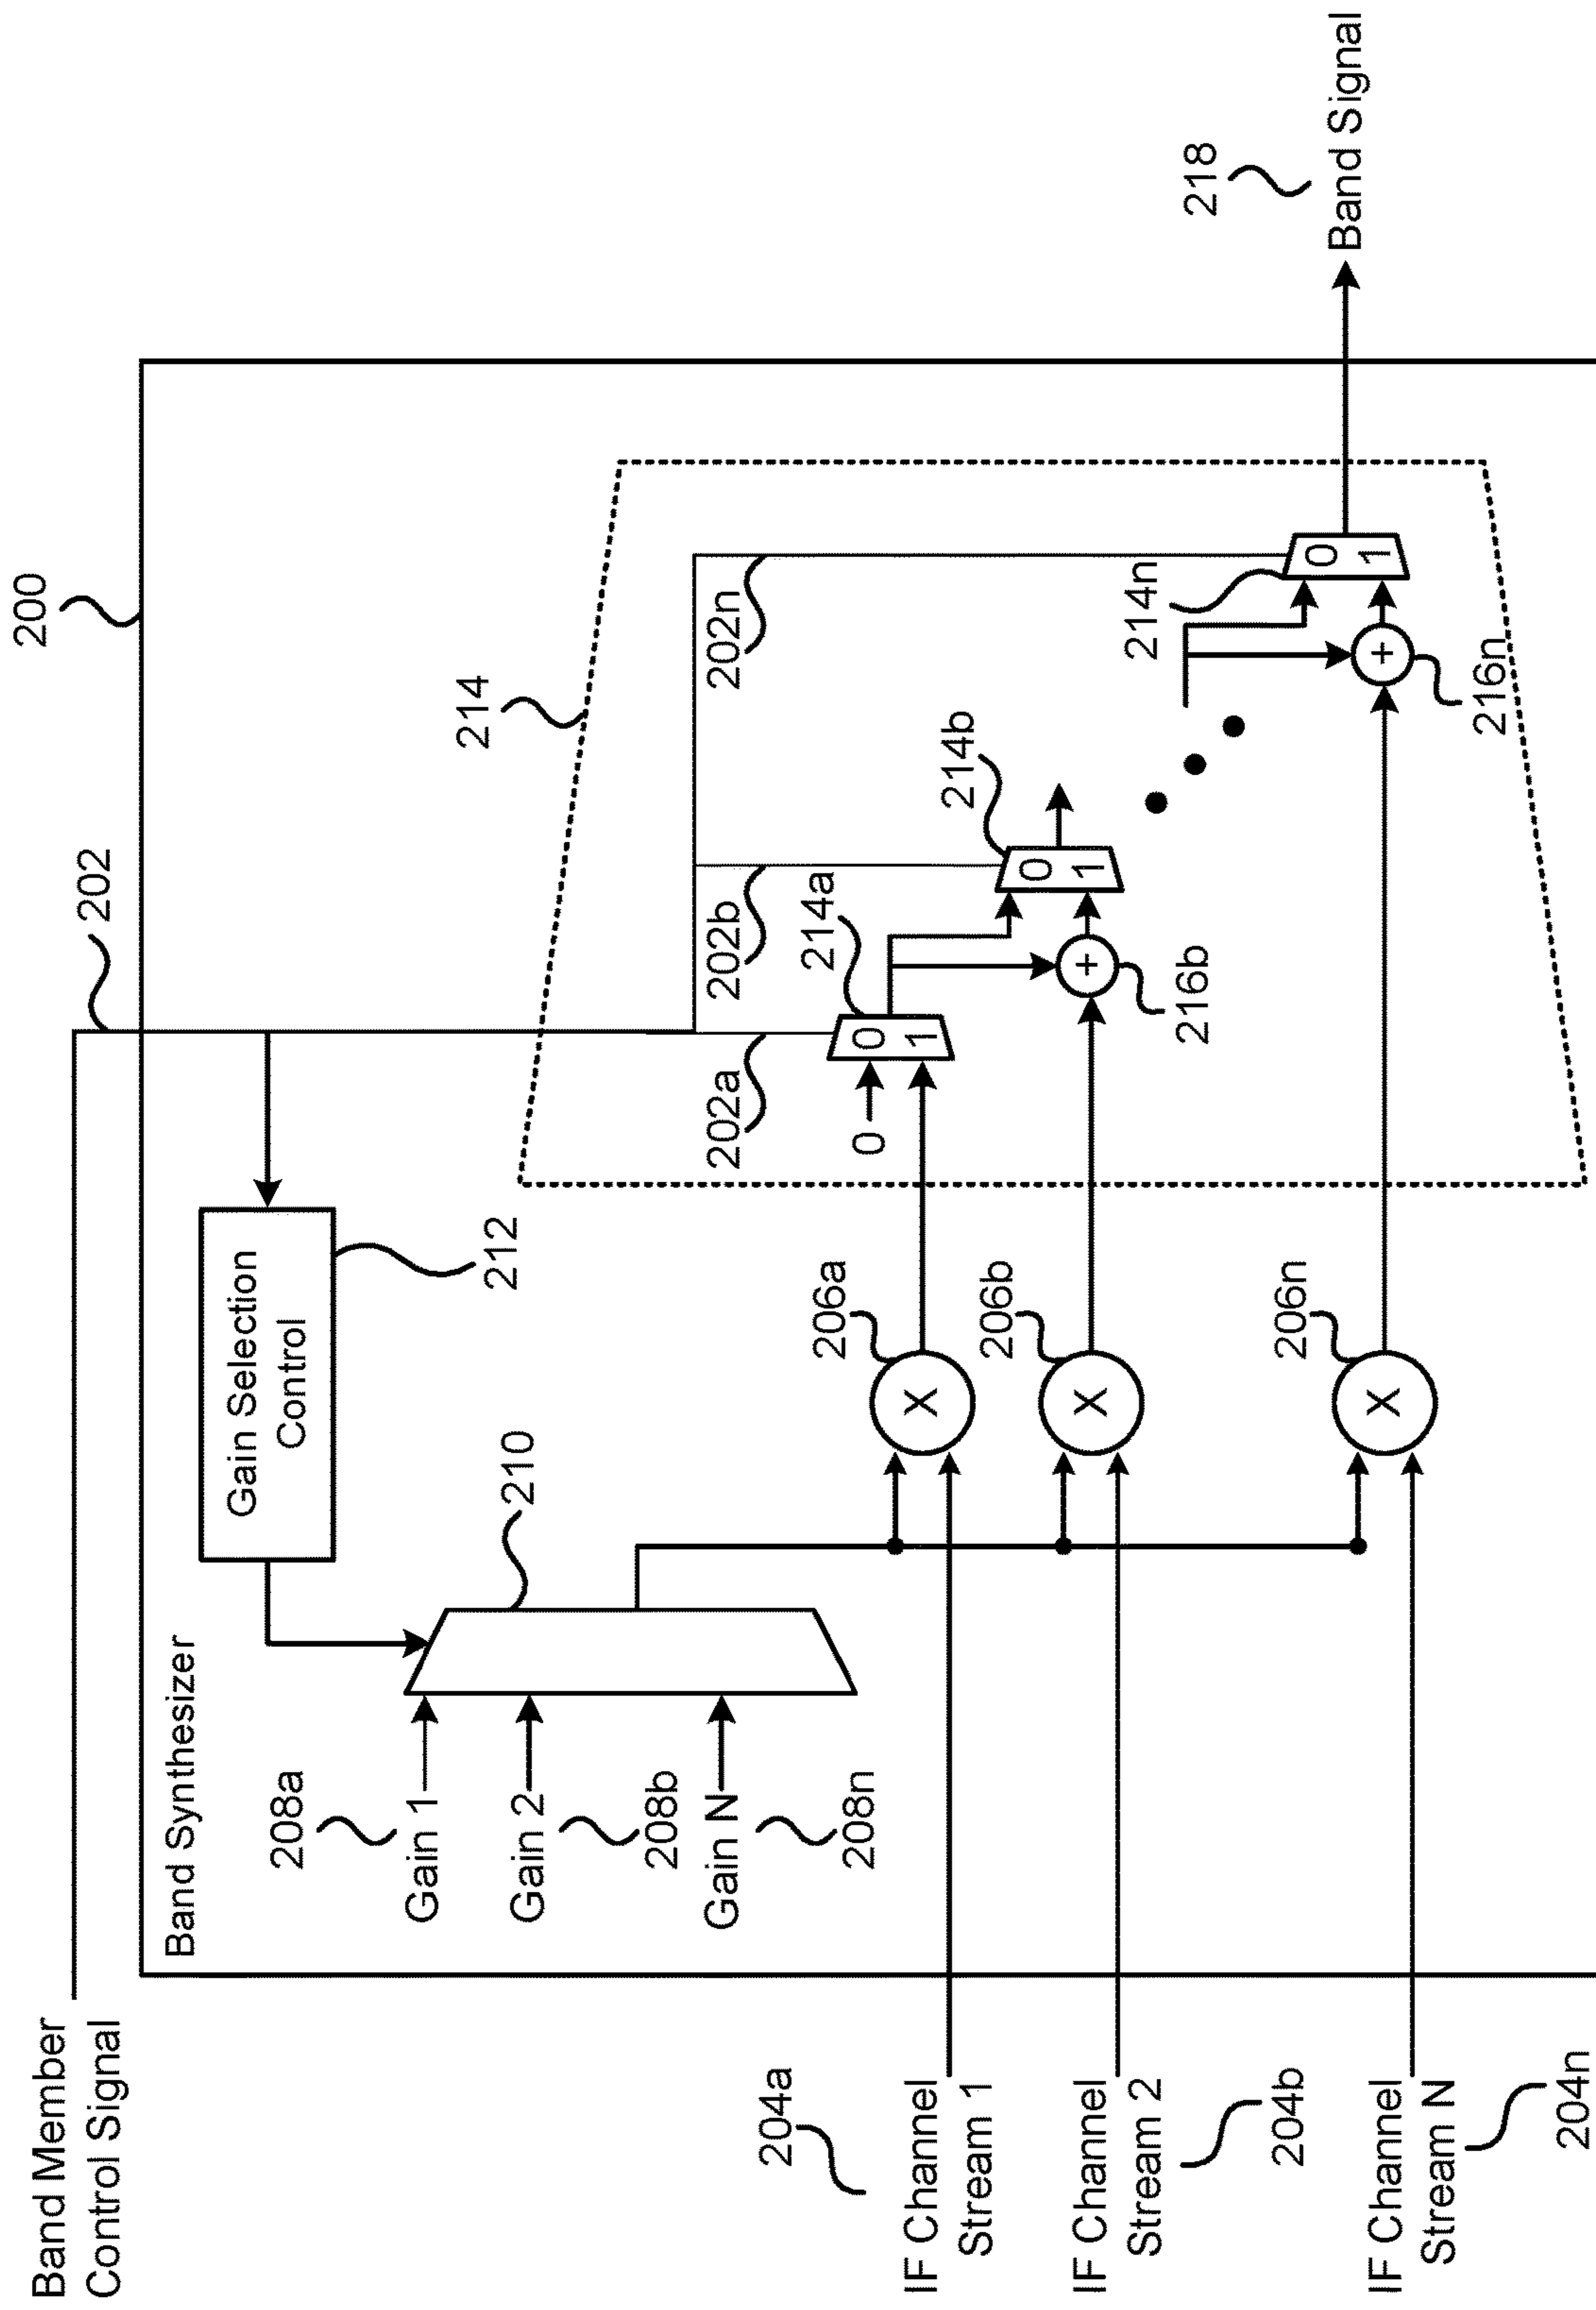 Band Member
Control Signal
202
200
Band Synthesizer
Gain Selection
Control
212
208a
Gain 1
Gain 2
208b
Gain N
208n
210
214
202a
202b
202n
0
0
1
214a
0
1
214b
0
1
214n
+
216b
+
216n
X
206a
X
206b
X
206n
204a
IF Channel
Stream 1
IF Channel
Stream 2
204b
IF Channel
Stream N
204n
218
Band Signal